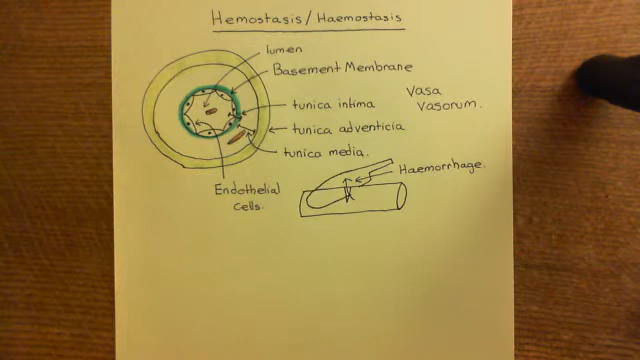 Hemostasis/Haemostasis
lumen
Basement Membrane
tunica intima
Vasa
Vasorum.
tunica adventicia
tunica media.
Haemorrhage.
Endothelial
Cells.